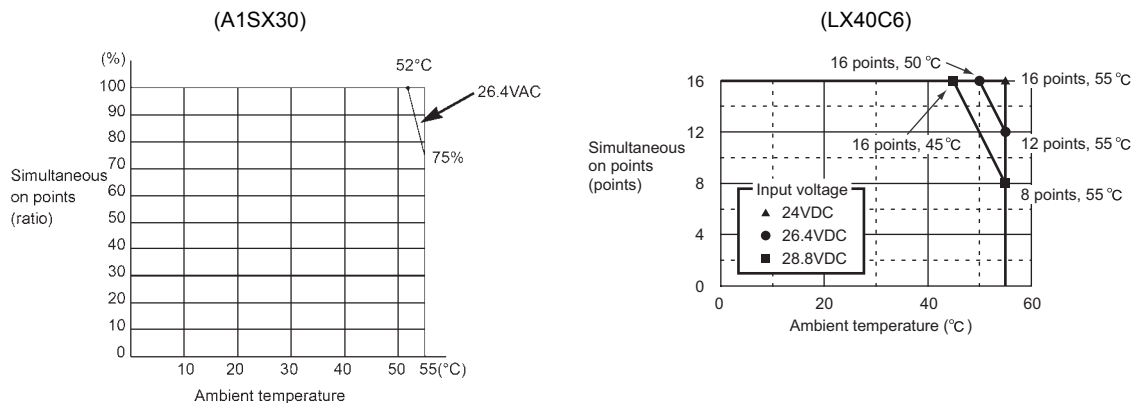 (A1SX30)
(%)
52°C
100
90
80
70
60
50
40
30
20
10
0
26.4VAC
75%
Simultaneous
on points
(ratio)
10 20 30 40 50 55(°C)
Ambient temperature
(LX40C6)
16 points, 50°C
16 points, 55°C
16 points, 45°C
12 points, 55°C
8 points, 55°C
Simultaneous
on points
(points)
16
12
8
4
0
Input voltage
24VDC
26.4VDC
28.8VDC
0 20 40 60
Ambient temperature (°C)